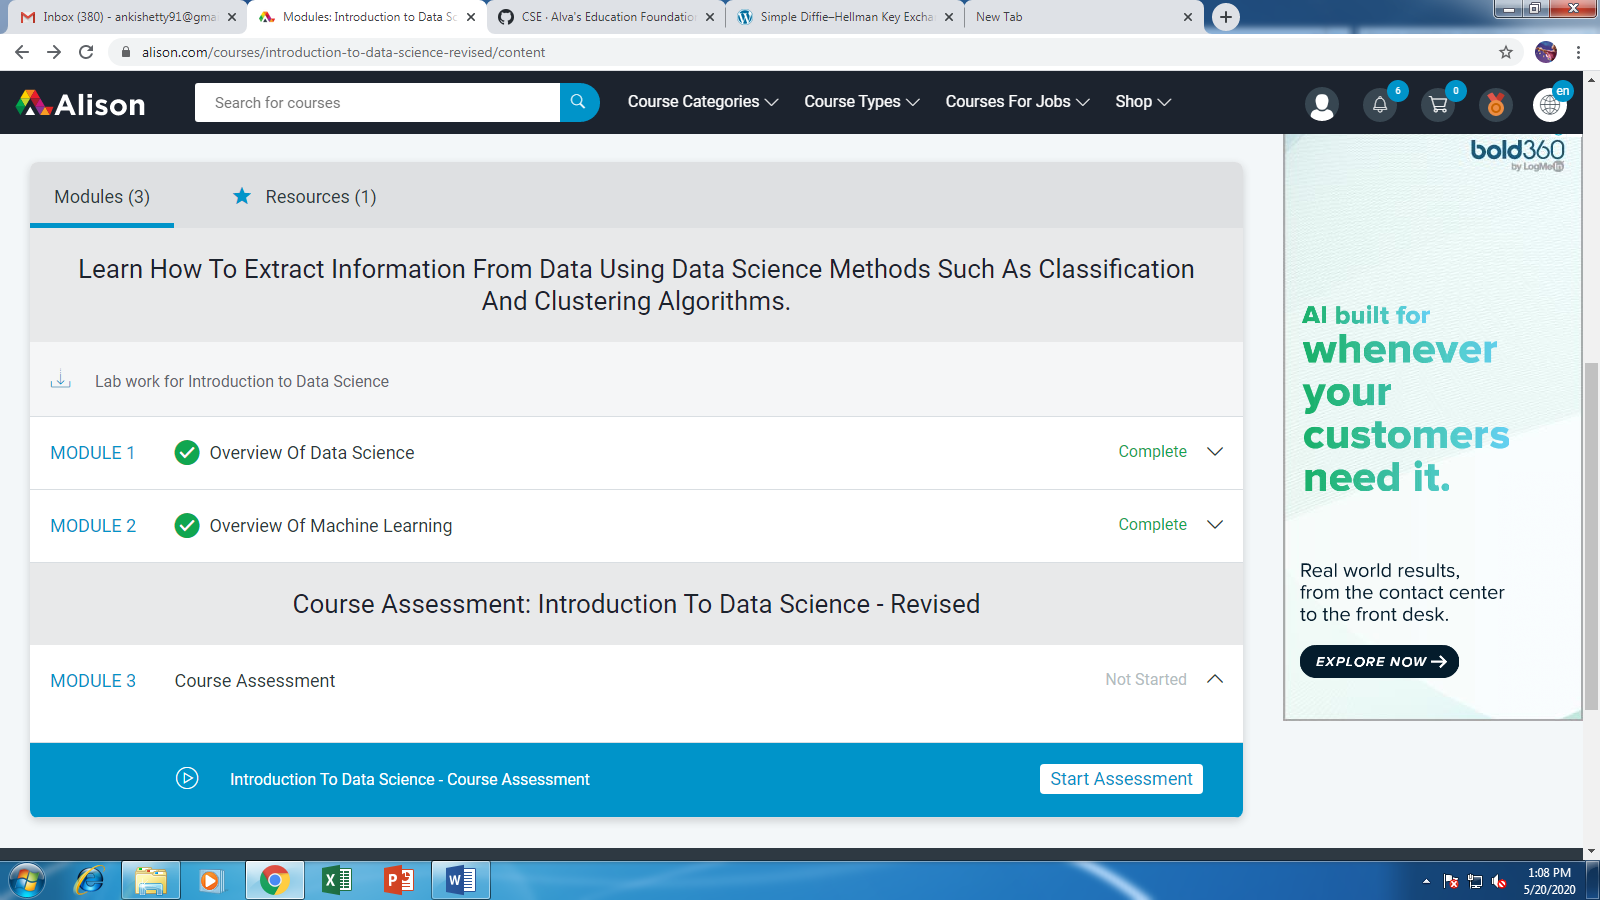 Inbox (380) - ankishetty91@gma
Modules: Introduction to Data Sc
CSE · Alva's Education Foundatio
Simple Diffie–Hellman Key Excha
New Tab
alison.com/courses/introduction-to-data-science-revised/content
Alison
Search for courses
Course Categories
Course Types
Courses For Jobs
Shop
6
0
en
Modules (3)
Resources (1)
Learn How To Extract Information From Data Using Data Science Methods Such As Classification
And Clustering Algorithms.
Lab work for Introduction to Data Science
MODULE 1 Overview Of Data Science Complete
MODULE 2 Overview Of Machine Learning Complete
Course Assessment: Introduction To Data Science - Revised
MODULE 3 Course Assessment Not Started
Introduction To Data Science - Course Assessment Start Assessment
bold360
by LogMeIn
AI built for
whenever
your
customers
need it.
Real world results,
from the contact center
to the front desk.
EXPLORE NOW
1:08 PM
5/20/2020